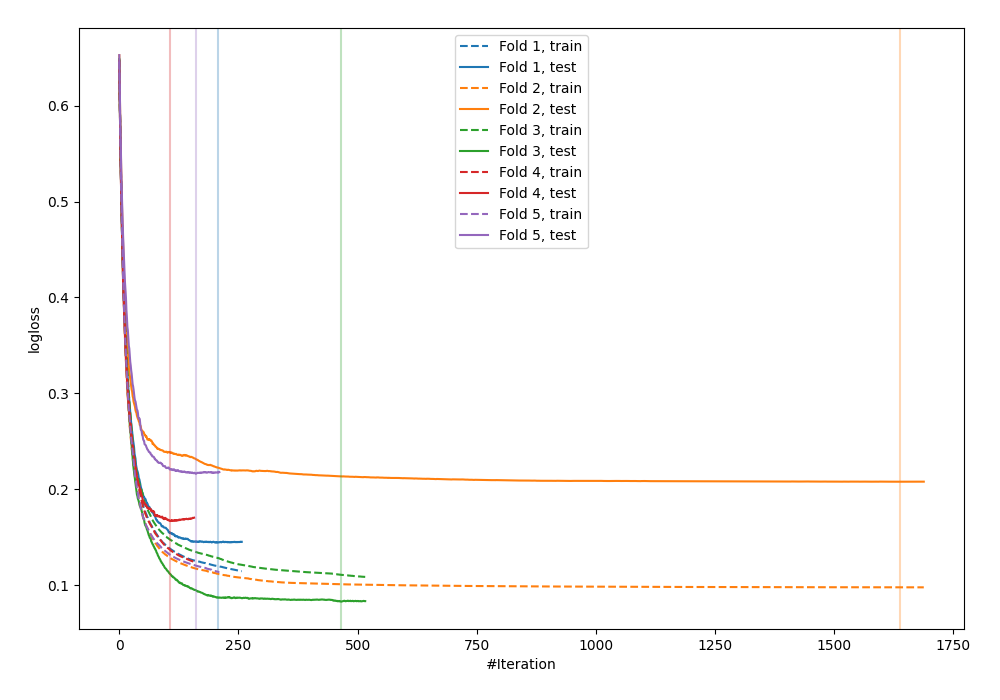 Fold 1, train
Fold 1, test
Fold 2, train
Fold 2, test
Fold 3, train
Fold 3, test
Fold 4, train
Fold 4, test
Fold 5, train
Fold 5, test
logloss
0.6
0.5
0.4
0.3
0.2
0.1
0 250 500 750 1000 1250 1500 1750
#Iteration